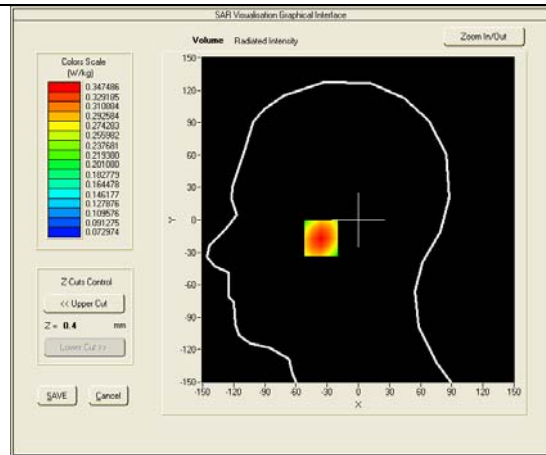 SAR Visualisation Graphical Interface
Volume Radiated Intensity
Zoom In/Out
Colors Scale
(W/kg)
0.347486
0.329185
0.310884
0.292584
0.274283
0.255982
0.237681
0.219380
0.201080
0.182779
0.164478
0.146177
0.127876
0.109576
0.091275
0.072974
Z Cuts Control
<< Upper Cut
Z = 0.4 mm
Lower Cut >>
SAVE
Cancel
150-
120-
90-
60-
30-
0-
-30-
-60-
-90-
-120-
-150-
Y
-150 -120 -90 -60 -30 0 30 60 90 120 150
X